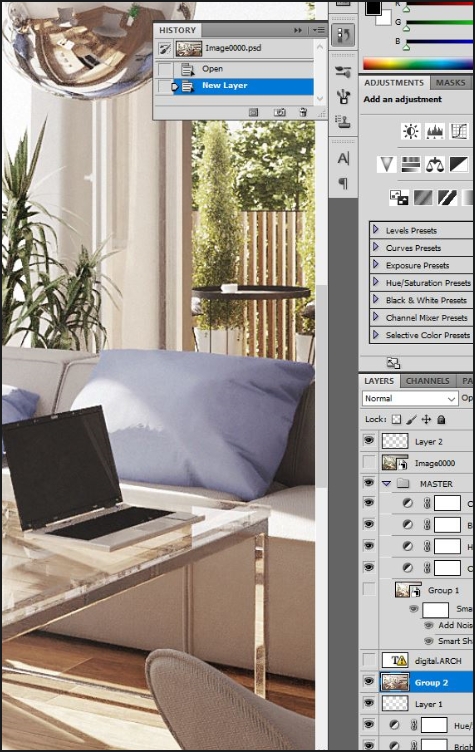 HISTORY
Image0000.psd
Open
New Layer
R
G
B
ADJUSTMENTS MASKS
Add an adjustment
Levels Presets
Curves Presets
Exposure Presets
Hue/Saturation Presets
Black & White Presets
Channel Mixer Presets
Selective Color Presets
LAYERS CHANNELS PA
Normal Op
Lock:
Layer 2
Image0000
MASTER
C
B
H
C
Group 1
Sma
Add Nois
Smart Sh
digital.ARCH
Group 2
Layer 1
Hue/
Bright